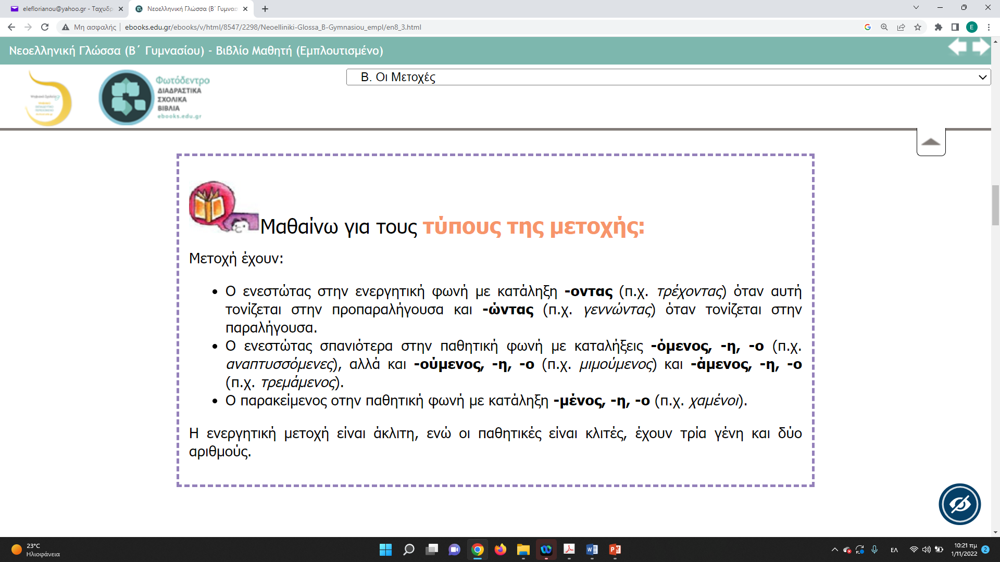 eleflorianou@yahoo.gr - Ταχυδρ
Νεοελληνική Γλώσσα (Β΄ Γυμνασ
Μη ασφαλής
ebooks.edu.gr/ebooks/v/html/8547/2298/Neoelliniki-Glossa_B-Gymnasiou_empl/en8_3.html
E
Νεοελληνική Γλώσσα (Β΄ Γυμνασίου) - Βιβλίο Μαθητή (Εμπλουτισμένο)
Φωτόδεντρο
ΔΙΑΔΡΑΣΤΙΚΑ
ΣΧΟΛΙΚΑ
ΒΙΒΛΙΑ
ebooks.edu.gr
Β. Οι Μετοχές
Μαθαίνω για τους τύπους της μετοχής:
Μετοχή έχουν:
• Ο ενεστώτας στην ενεργητική φωνή με κατάληξη -οντας (π.χ. τρέχοντας) όταν αυτή
τονίζεται στην προπαραλήγουσα και -ώντας (π.χ. γεννώντας) όταν τονίζεται στην
παραλήγουσα.
• Ο ενεστώτας σπανιότερα στην παθητική φωνή με καταλήξεις -όμενος, -η, -ο (π.χ.
αναπτυσσόμενες), αλλά και -ούμενος, -η, -ο (π.χ. μιμούμενος) και -άμενος, -η, -ο
(π.χ. τρεμάμενος).
• Ο παρακείμενος οτην παθητική φωνή με κατάληξη -μένος, -η, -ο (π.χ. χαμένοι).
Η ενεργητική μετοχή είναι άκλιτη, ενώ οι παθητικές είναι κλιτές, έχουν τρία γένη και δύο
αριθμούς.
23°C
Ηλιοφάνεια
ΕΛ
10:21 πμ
1/11/2022
2